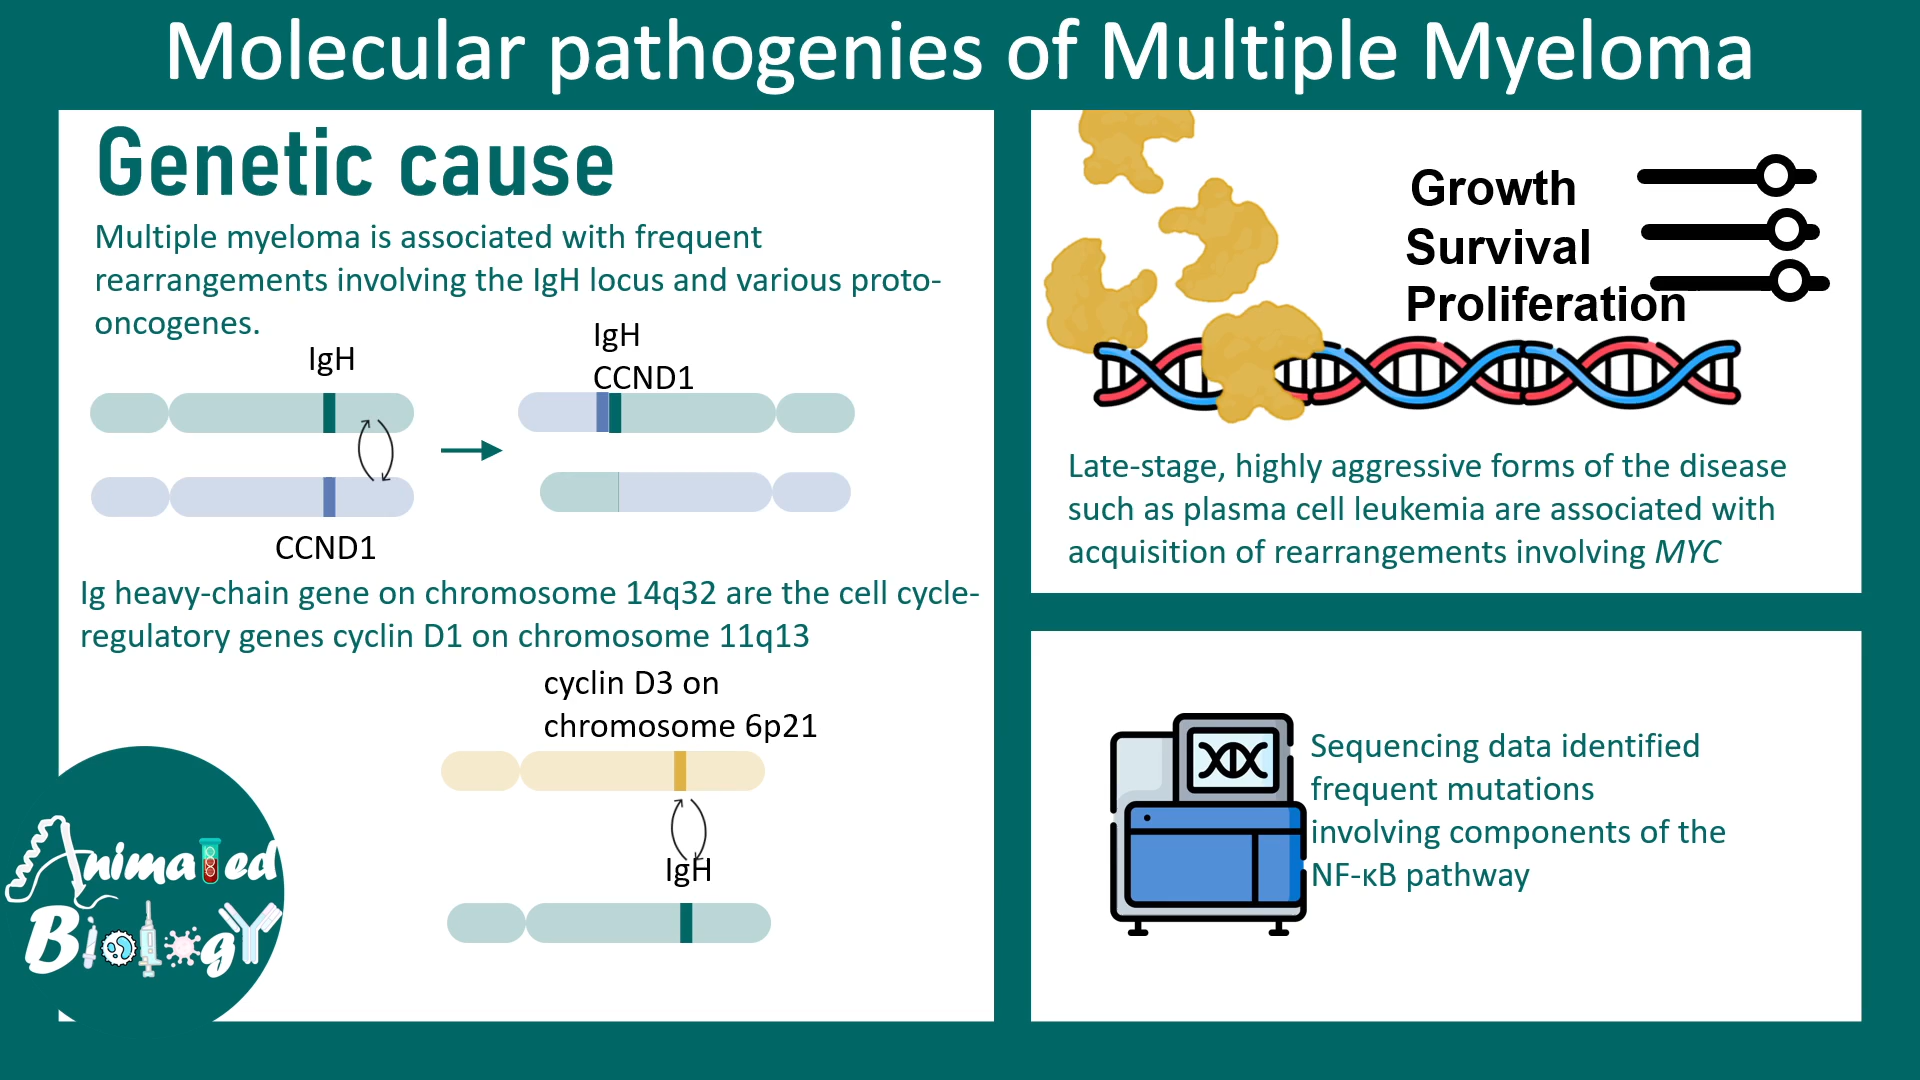 Molecular pathogenies of Multiple Myeloma
Genetic cause
Multiple myeloma is associated with frequent
rearrangements involving the IgH locus and various proto-
oncogenes.
IgH
IgH
CCND1
CCND1
Ig heavy-chain gene on chromosome 14q32 are the cell cycle-
regulatory genes cyclin D1 on chromosome 11q13
cyclin D3 on
chromosome 6p21
IgH
Animated
Biology
Growth
Survival
Proliferation
Late-stage, highly aggressive forms of the disease
such as plasma cell leukemia are associated with
acquisition of rearrangements involving MYC
Sequencing data identified
frequent mutations
involving components of the
NF-κB pathway